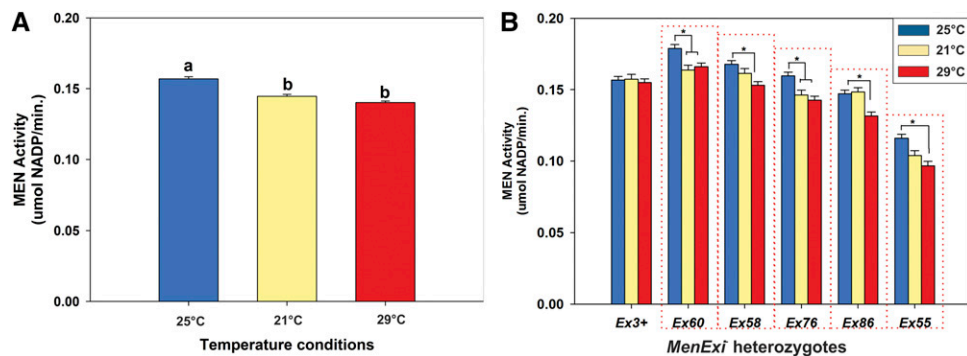 A
MEN Activity
(umol NADP/min.)
0.20
0.15
0.10
0.05
0.00
a
b
b
25°C
21°C
29°C
Temperature conditions
B
MEN Activity
(umol NADP/min.)
0.20
0.15
0.10
0.05
0.00
*
*
*
*
*
25°C
21°C
29°C
Ex3+
Ex60
Ex58
Ex76
Ex86
Ex55
MenExi⁻ heterozygotes